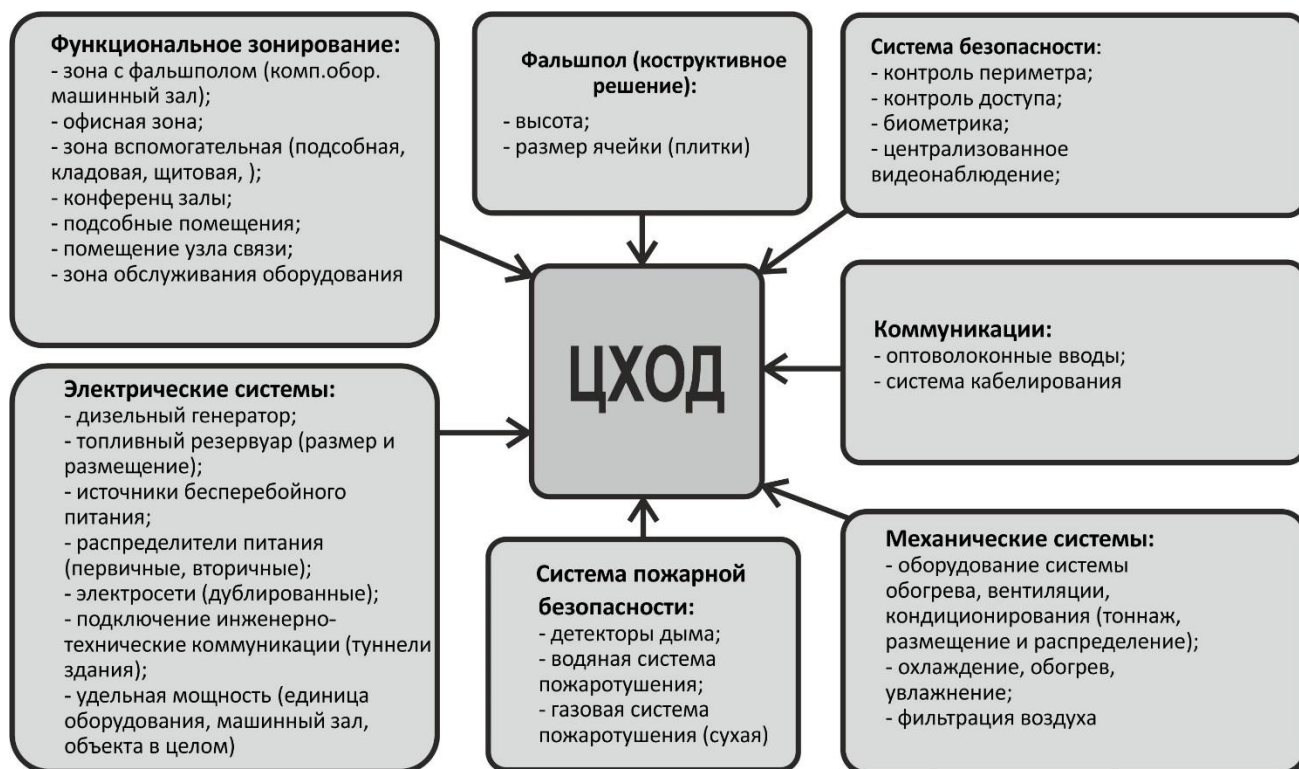 Функциональное зонирование:
- зона с фальшполом (комп.обор.
машинный зал);
- офисная зона;
- зона вспомогательная (подсобная,
кладовая, щитовая, );
- конференц залы;
- подсобные помещения;
- помещение узла связи;
- зона обслуживания оборудования
Фальшпол (коструктивное
решение):
- высота;
- размер ячейки (плитки)
Система безопасности:
- контроль периметра;
- контроль доступа;
- биометрика;
- централизованное
видеонаблюдение;
ЦХОД
Коммуникации:
- оптоволоконные вводы;
- система кабелирования
Электрические системы:
- дизельный генератор;
- топливный резервуар (размер и
размещение);
- источники бесперебойного
питания;
- распределители питания
(первичные, вторичные);
- электросети (дублированные);
- подключение инженерно-
технические коммуникации (туннели
здания);
- удельная мощность (единица
оборудования, машинный зал,
объекта в целом)
Система пожарной
безопасности:
- детекторы дыма;
- водяная система
пожаротушения;
- газовая система
пожаротушения (сухая)
Механические системы:
- оборудование системы
обогрева, вентиляции,
кондиционирования (тоннаж,
размещение и распределение);
- охлаждение, обогрев,
увлажнение;
- фильтрация воздуха